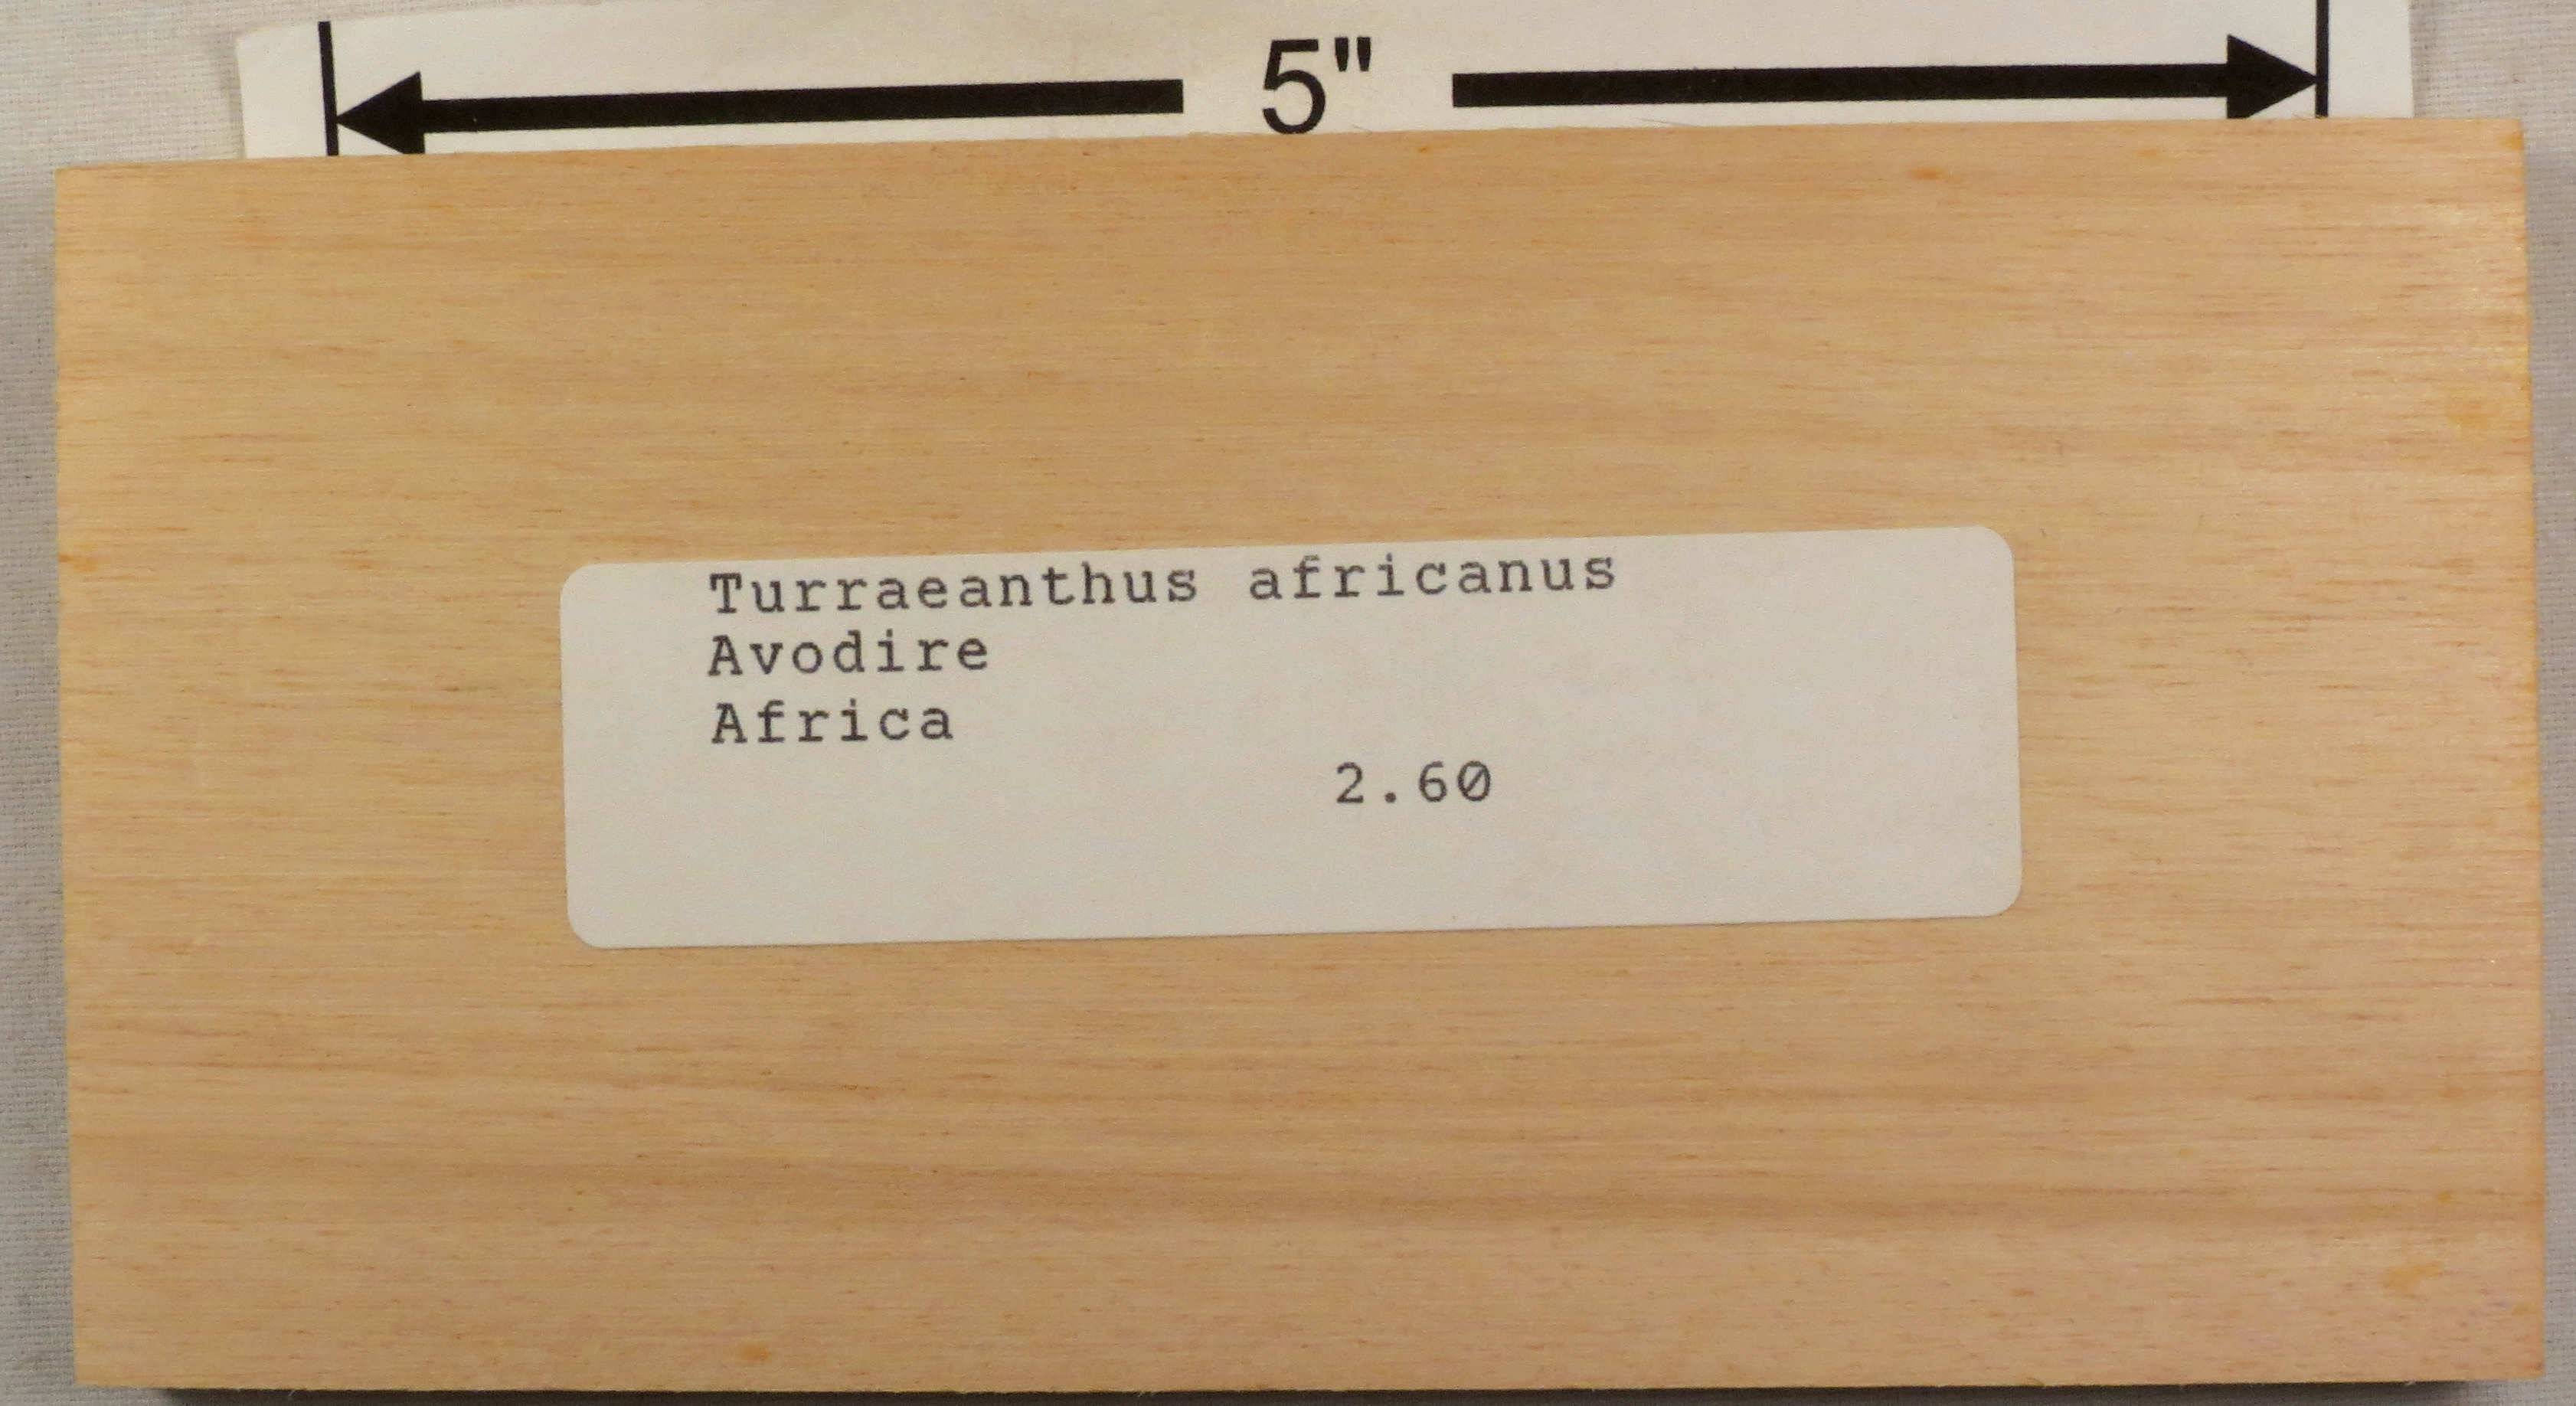 5"
Turraeanthus africanus
Avodire
Africa
2.60